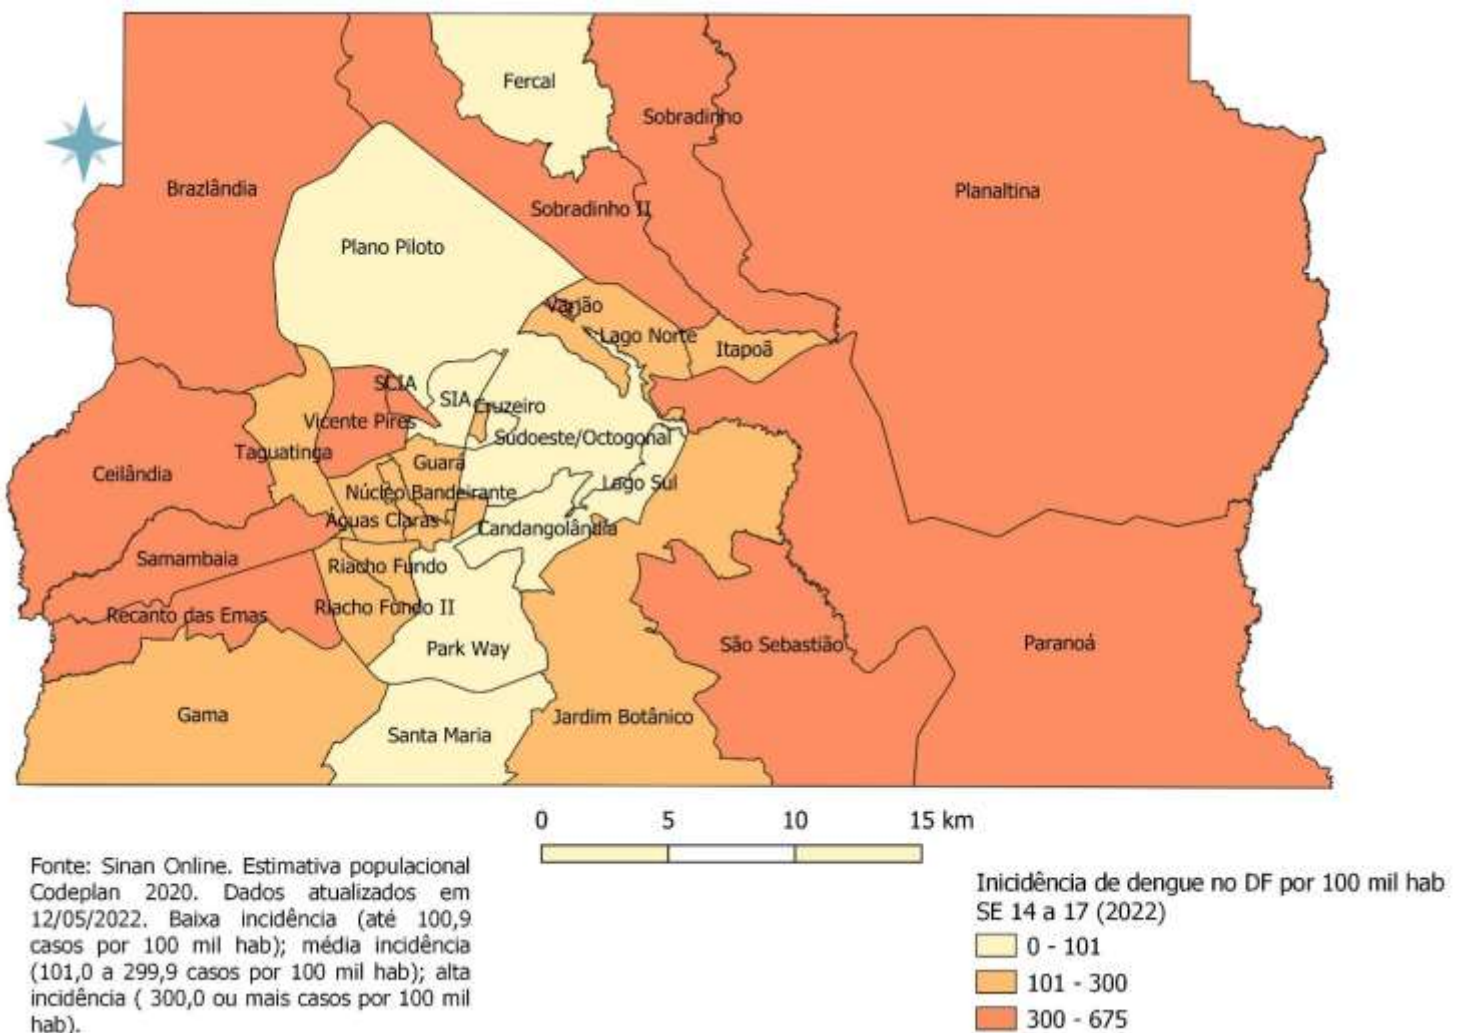 Fercal
Sobradinho
Brazlândia
Planaltina
Sobradinho II
Plano Piloto
Varjão
Lago Norte
Itapoã
SCIA
SIA
Cruzeiro
Vicente Pires
Sudoeste/Octogonal
Taguatinga
Guará
Ceilândia
Lago Sul
Núcleo Bandeirante
Águas Claras
Candangolândia
Samambaia
Riacho Fundo
Recanto das Emas
Riacho Fundo II
São Sebastião
Paranoá
Park Way
Gama
Jardim Botânico
Santa Maria
0 5 10 15 km
Fonte: Sinan Online. Estimativa populacional
Codeplan 2020. Dados atualizados em
12/05/2022. Baixa incidência (até 100,9
casos por 100 mil hab); média incidência
(101,0 a 299,9 casos por 100 mil hab); alta
incidência ( 300,0 ou mais casos por 100 mil
hab).
Inicidência de dengue no DF por 100 mil hab
SE 14 a 17 (2022)
0 - 101
101 - 300
300 - 675